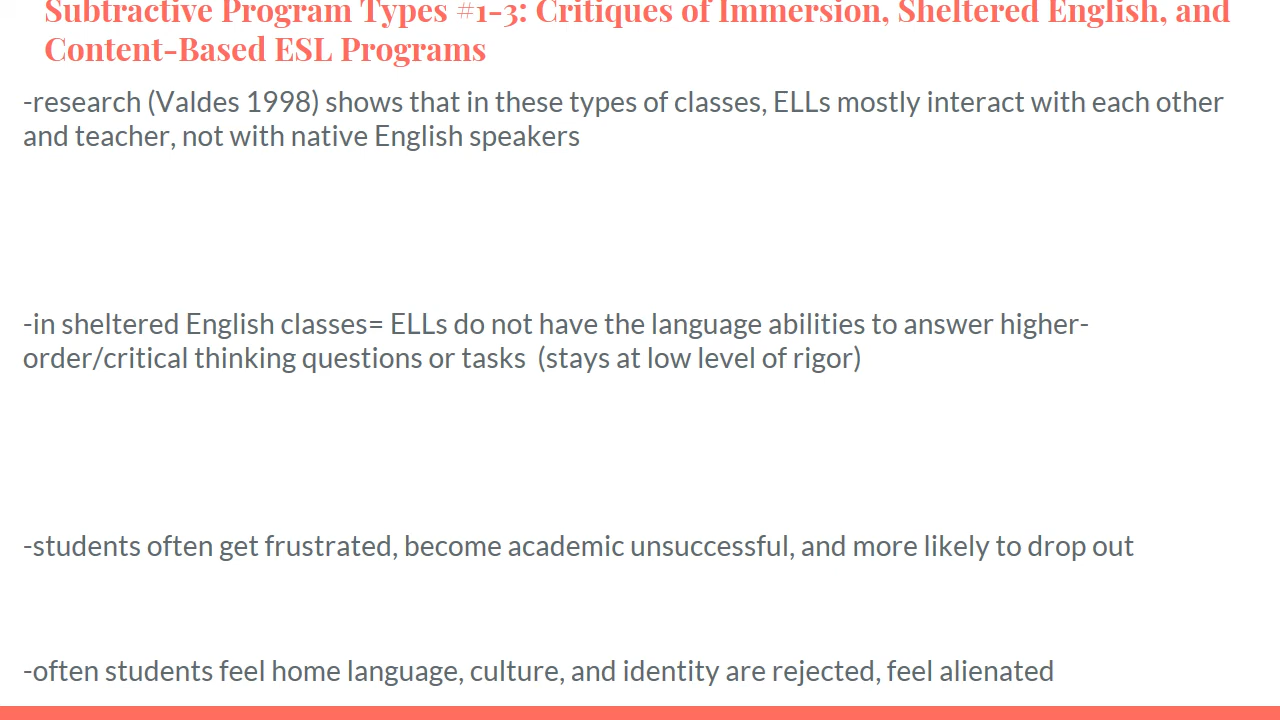 Subtractive Program Types #1-3: Critiques of Immersion, Sheltered English, and
Content-Based ESL Programs
-research (Valdes 1998) shows that in these types of classes, ELLs mostly interact with each other
and teacher, not with native English speakers
-in sheltered English classes= ELLs do not have the language abilities to answer higher-
order/critical thinking questions or tasks  (stays at low level of rigor)
-students often get frustrated, become academic unsuccessful, and more likely to drop out
-often students feel home language, culture, and identity are rejected, feel alienated